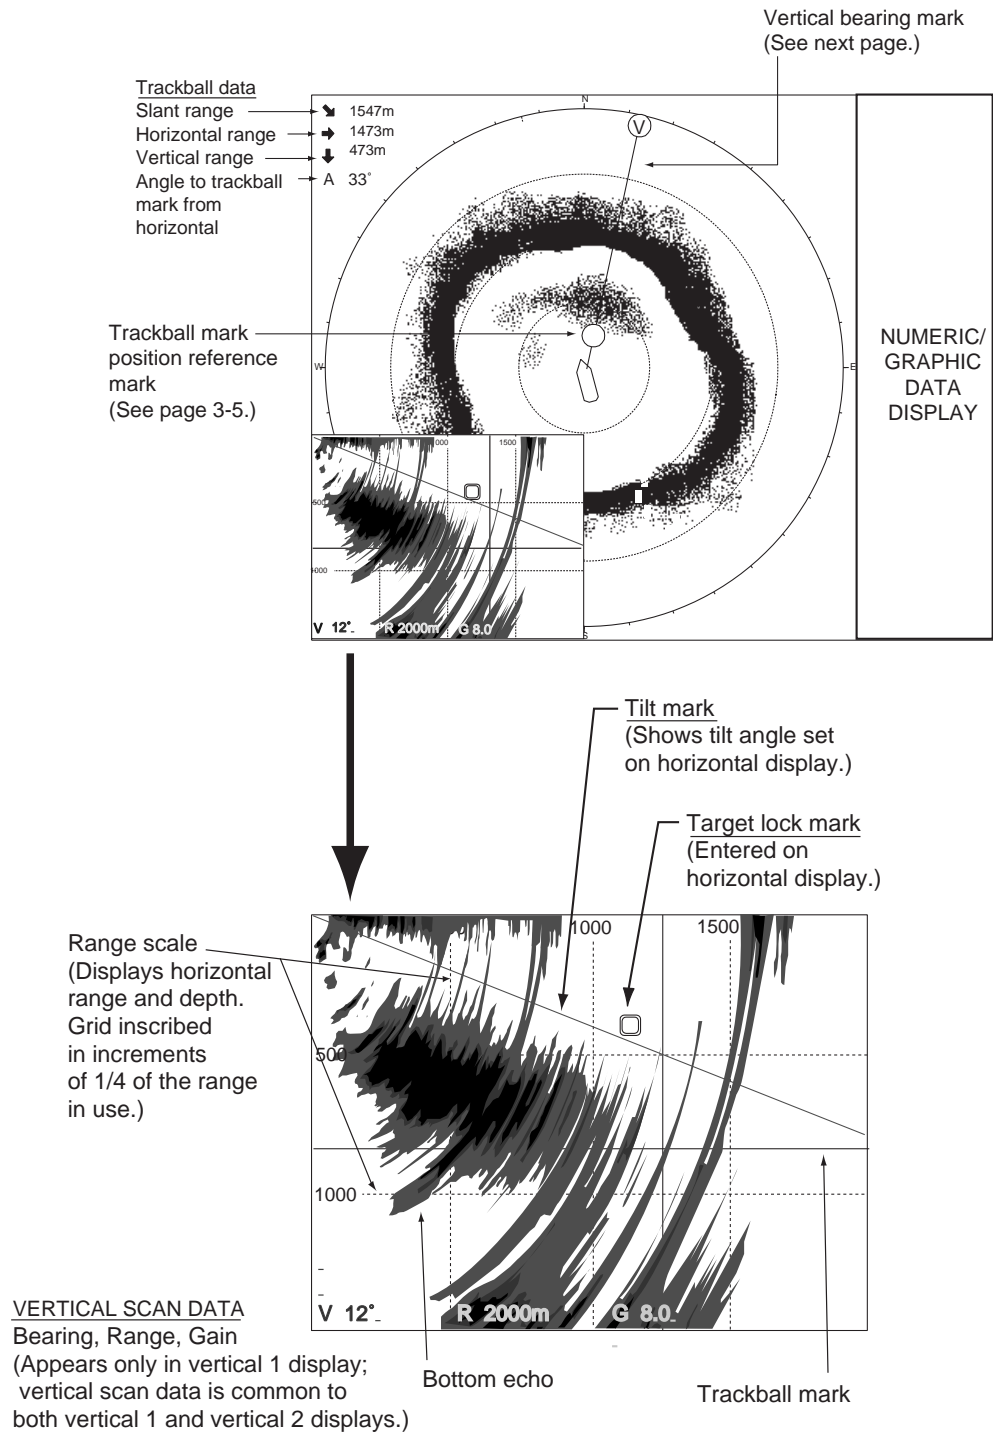 Vertical bearing mark
(See next page.)
Trackball data
Slant range
Horizontal range
Vertical range
Angle to trackball
mark from
horizontal
1547m
1473m
473m
A 33°
N
V
W
E
S
Trackball mark
position reference
mark
(See page 3-5.)
NUMERIC/
GRAPHIC
DATA
DISPLAY
1500
V 12°
R 2000m
G 8.0
Tilt mark
(Shows tilt angle set
on horizontal display.)
Target lock mark
(Entered on
horizontal display.)
Range scale
(Displays horizontal
range and depth.
Grid inscribed
in increments
of 1/4 of the range
in use.)
1000
1500
500
1000
V 12°
R 2000m
G 8.0
VERTICAL SCAN DATA
Bearing, Range, Gain
(Appears only in vertical 1 display;
vertical scan data is common to
both vertical 1 and vertical 2 displays.)
Bottom echo
Trackball mark